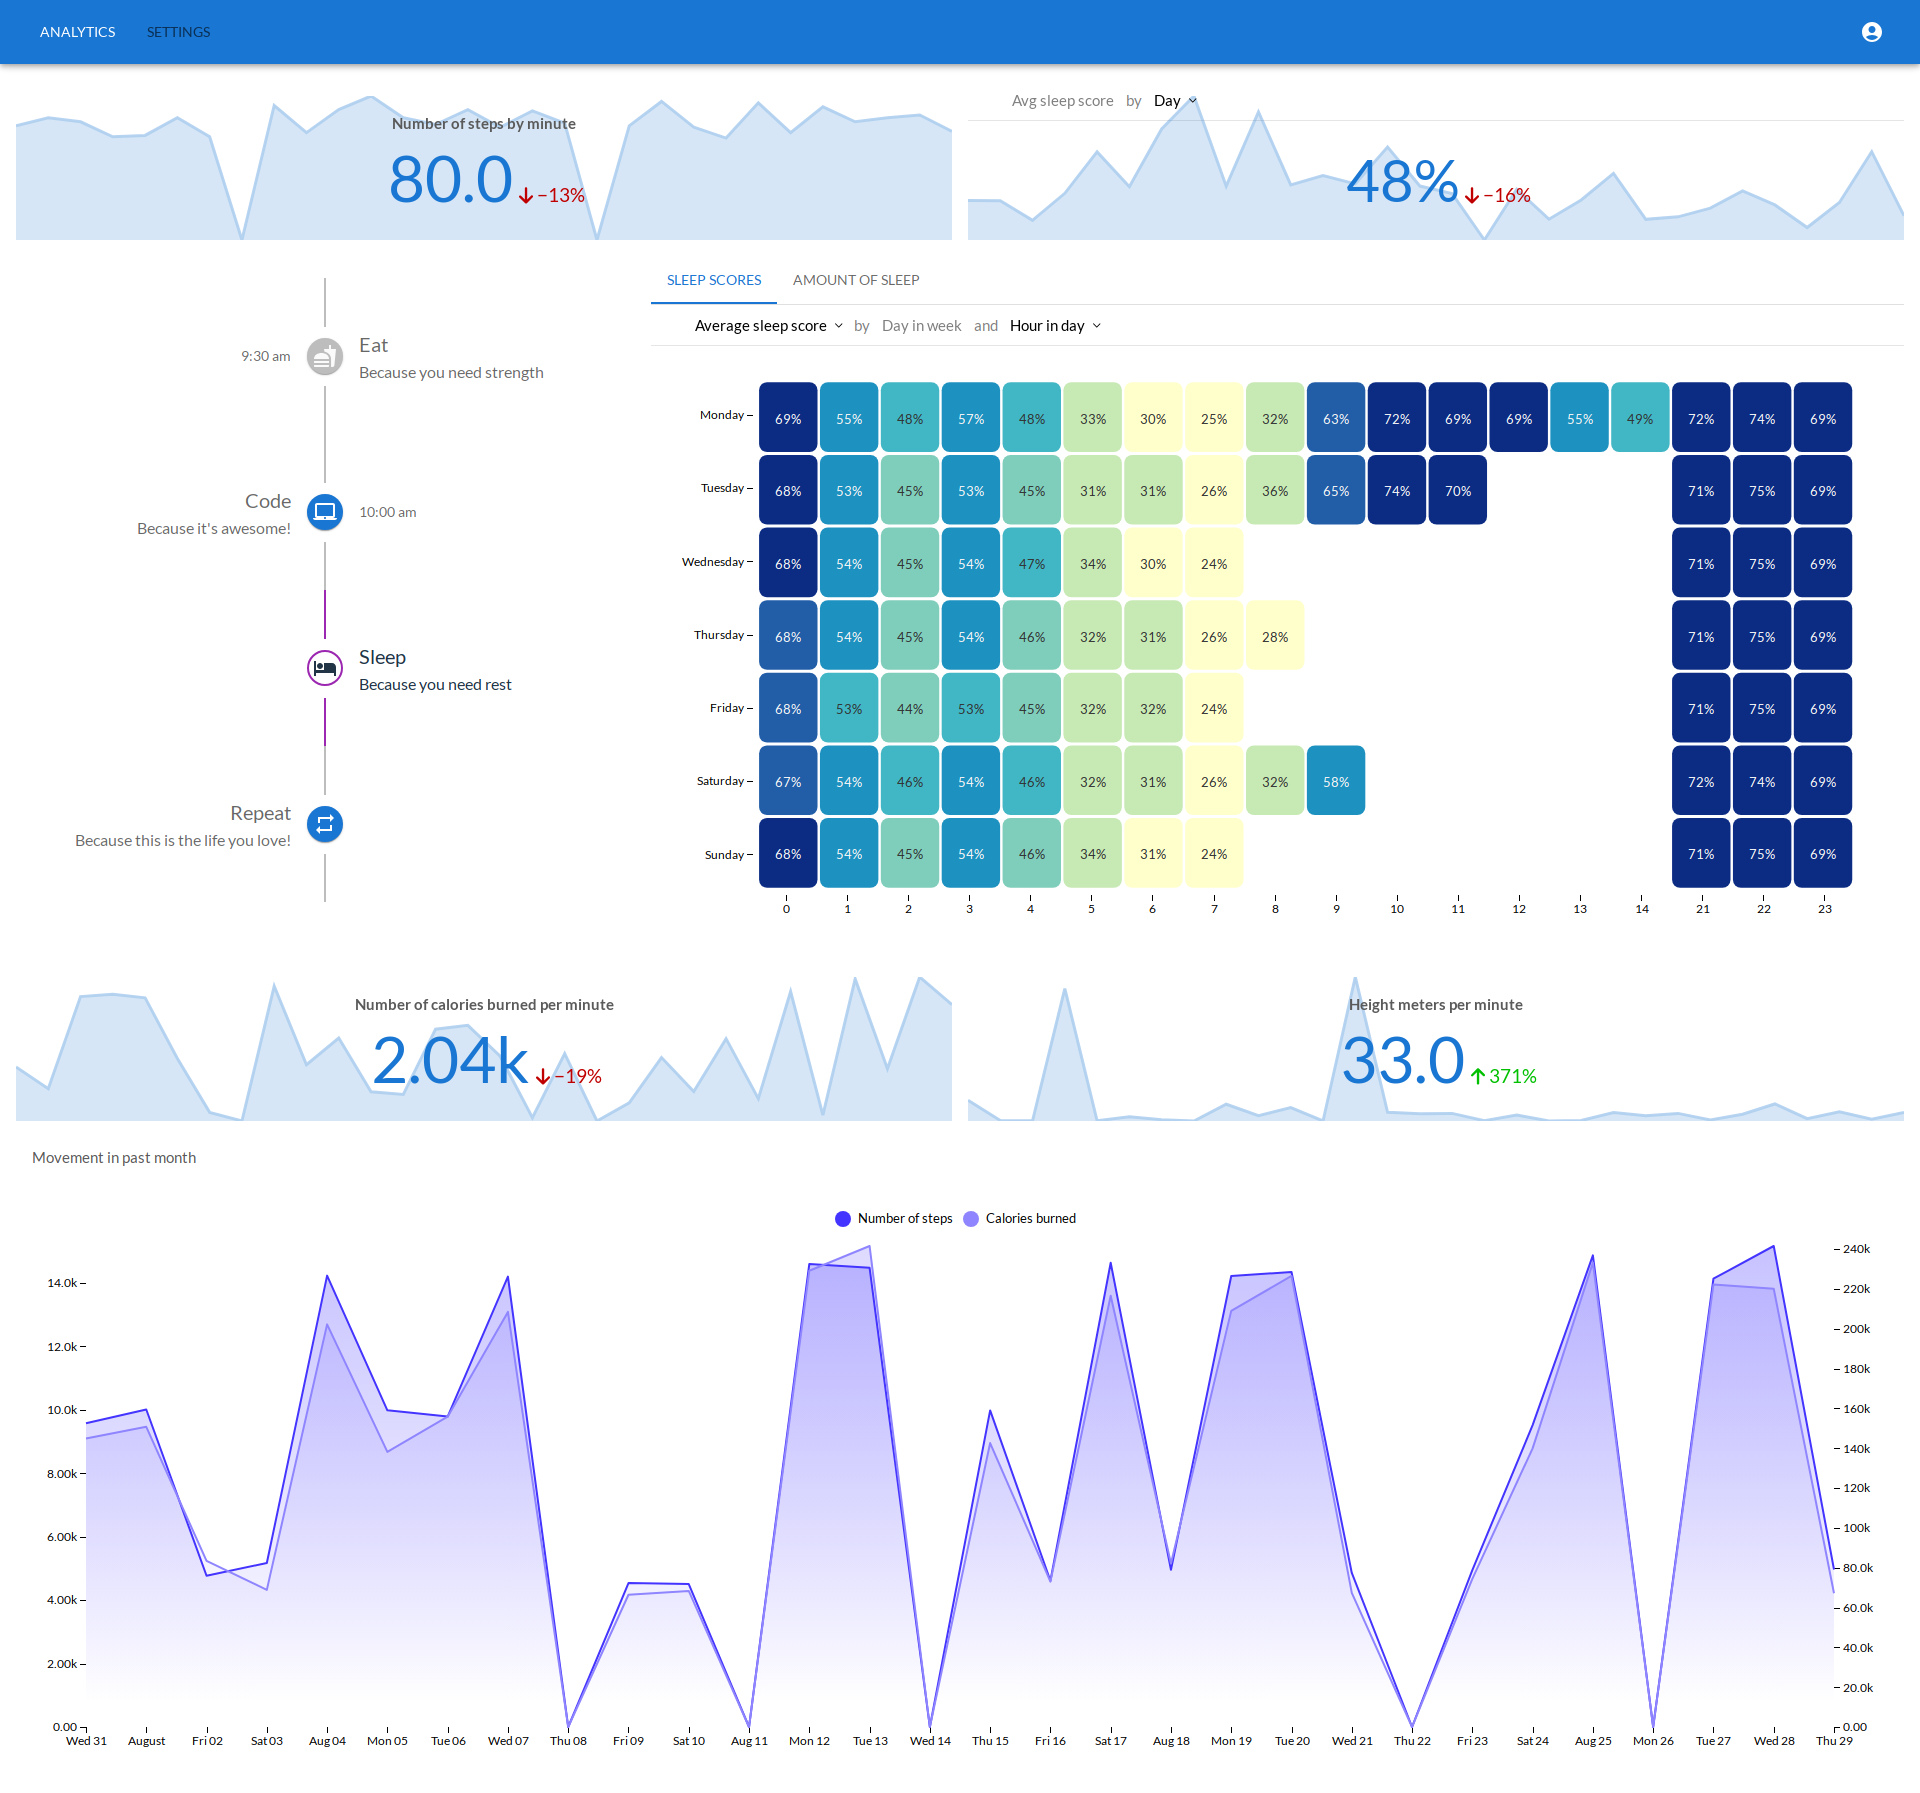 ANALYTICS SETTINGS
Number of steps by minute
80.0 −13%
Avg sleep score by Day
48% −16%
9:30 am
Eat
Because you need strength
Code
Because it's awesome!
10:00 am
Sleep
Because you need rest
Repeat
Because this is the life you love!
SLEEP SCORES AMOUNT OF SLEEP
Average sleep score by Day in week and Hour in day
Monday 69% 55% 48% 57% 48% 33% 30% 25% 32% 63% 72% 69% 69% 55% 49% 72% 74% 69%
Tuesday 68% 53% 45% 53% 45% 31% 31% 26% 36% 65% 74% 70% 71% 75% 69%
Wednesday 68% 54% 45% 54% 47% 34% 30% 24% 71% 75% 69%
Thursday 68% 54% 45% 54% 46% 32% 31% 26% 28% 71% 75% 69%
Friday 68% 53% 44% 53% 45% 32% 32% 24% 71% 75% 69%
Saturday 67% 54% 46% 54% 46% 32% 31% 26% 32% 58% 72% 74% 69%
Sunday 68% 54% 45% 54% 46% 34% 31% 24% 71% 75% 69%
0 1 2 3 4 5 6 7 8 9 10 11 12 13 14 21 22 23
Number of calories burned per minute
2.04k −19%
Height meters per minute
33.0 371%
Movement in past month
Number of steps Calories burned
14.0k
12.0k
10.0k
8.00k
6.00k
4.00k
2.00k
0.00
240k
220k
200k
180k
160k
140k
120k
100k
80.0k
60.0k
40.0k
20.0k
0.00
Wed 31 August Fri 02 Sat 03 Aug 04 Mon 05 Tue 06 Wed 07 Thu 08 Fri 09 Sat 10 Aug 11 Mon 12 Tue 13 Wed 14 Thu 15 Fri 16 Sat 17 Aug 18 Mon 19 Tue 20 Wed 21 Thu 22 Fri 23 Sat 24 Aug 25 Mon 26 Tue 27 Wed 28 Thu 29